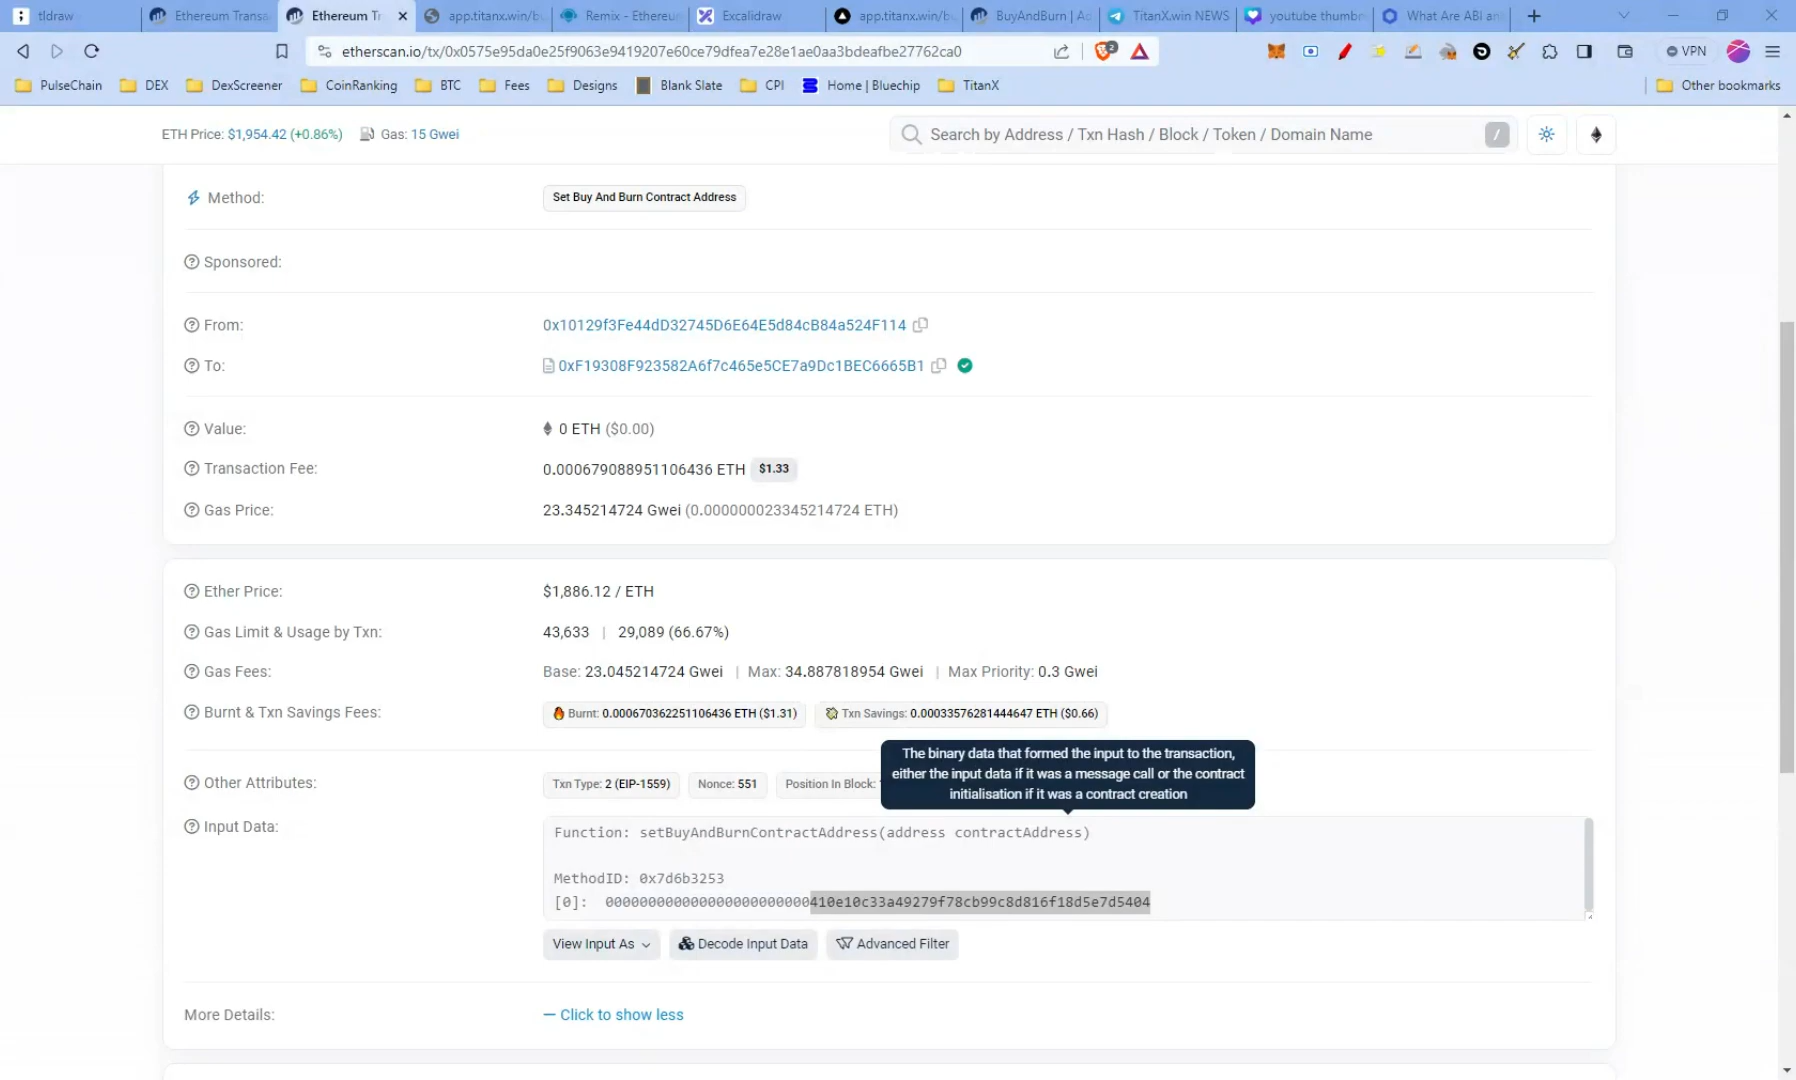 tldraw
Ethereum Transa
Ethereum Tr
app.titanx.win/bu
Remix - Ethereum
Excalidraw
app.titanx.win/bu
BuyAndBurn | Ad
TitanX.win NEWS
youtube thumbn
What Are ABI an
etherscan.io/tx/0x0575e95da0e25f9063e9419207e60ce79dfea7e28e1ae0aa3bdeafbe27762ca0
2
VPN
PulseChain
DEX
DexScreener
CoinRanking
BTC
Fees
Designs
Blank Slate
CPI
Home | Bluechip
TitanX
Other bookmarks
ETH Price: $1,954.42 (+0.86%)
Gas: 15 Gwei
Search by Address / Txn Hash / Block / Token / Domain Name
/
Method:
Set Buy And Burn Contract Address
Sponsored:
From:
0x10129f3Fe44dD32745D6E64E5d84cB84a524F114
To:
0xF19308F923582A6f7c465e5CE7a9Dc1BEC6665B1
Value:
0 ETH ($0.00)
Transaction Fee:
0.000679088951106436 ETH $1.33
Gas Price:
23.345214724 Gwei (0.000000023345214724 ETH)
Ether Price:
$1,886.12 / ETH
Gas Limit & Usage by Txn:
43,633 | 29,089 (66.67%)
Gas Fees:
Base: 23.045214724 Gwei | Max: 34.887818954 Gwei | Max Priority: 0.3 Gwei
Burnt & Txn Savings Fees:
Burnt: 0.000670362251106436 ETH ($1.31)
Txn Savings: 0.00033576281444647 ETH ($0.66)
The binary data that formed the input to the transaction,
either the input data if it was a message call or the contract
initialisation if it was a contract creation
Other Attributes:
Txn Type: 2 (EIP-1559)
Nonce: 551
Position In Block:
Input Data:
Function: setBuyAndBurnContractAddress(address contractAddress)
MethodID: 0x7d6b3253
[0]: 000000000000000000000000410e10c33a49279f78cb99c8d816f18d5e7d5404
View Input As
Decode Input Data
Advanced Filter
More Details:
— Click to show less